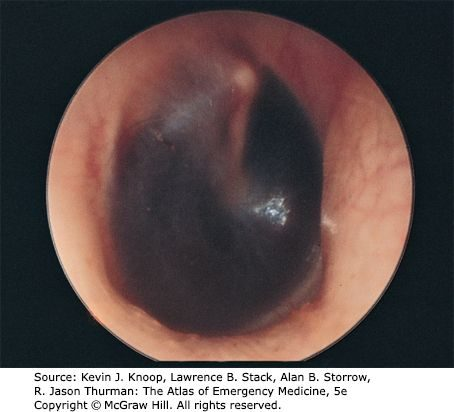 Source: Kevin J. Knoop, Lawrence B. Stack, Alan B. Storrow,
R. Jason Thurman: The Atlas of Emergency Medicine, 5e
Copyright © McGraw Hill. All rights reserved.